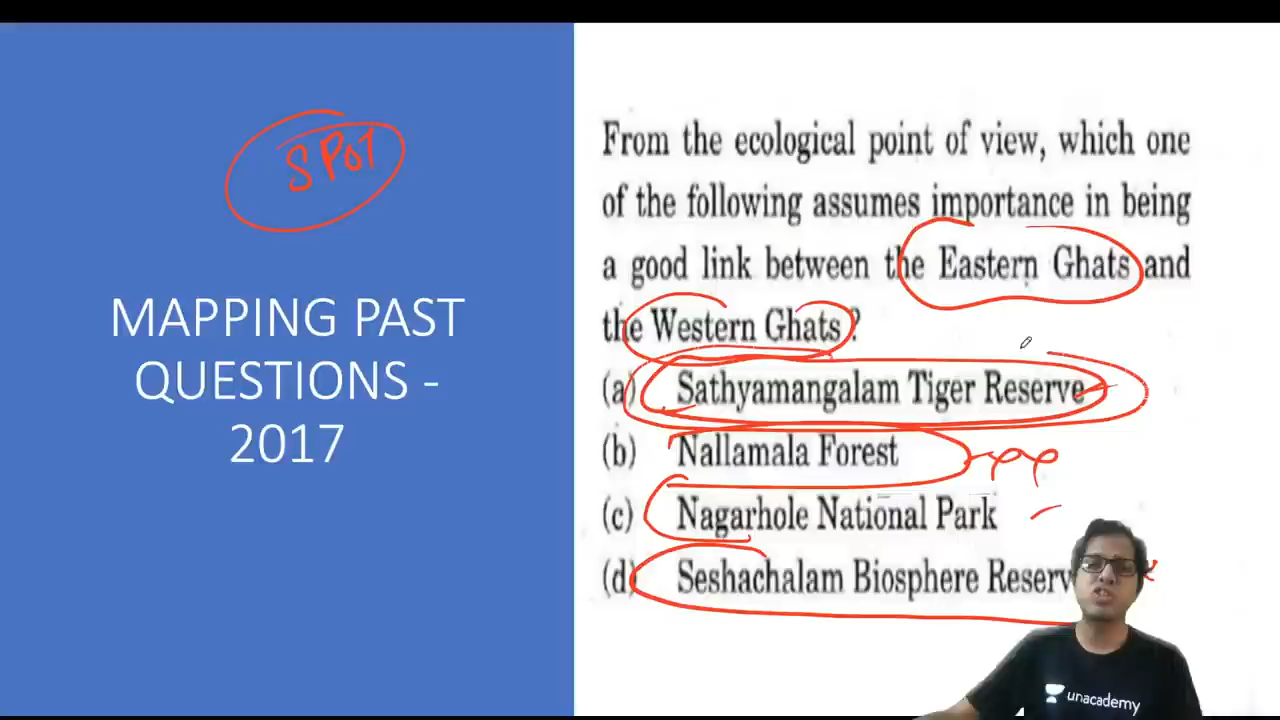 SPOT
MAPPING PAST
QUESTIONS -
2017
From the ecological point of view, which one
of the following assumes importance in being
a good link between the Eastern Ghats and
the Western Ghats?
(a) Sathyamangalam Tiger Reserve
(b) Nallamala Forest
(c) Nagarhole National Park
(d) Seshachalam Biosphere Reserv
unacademy